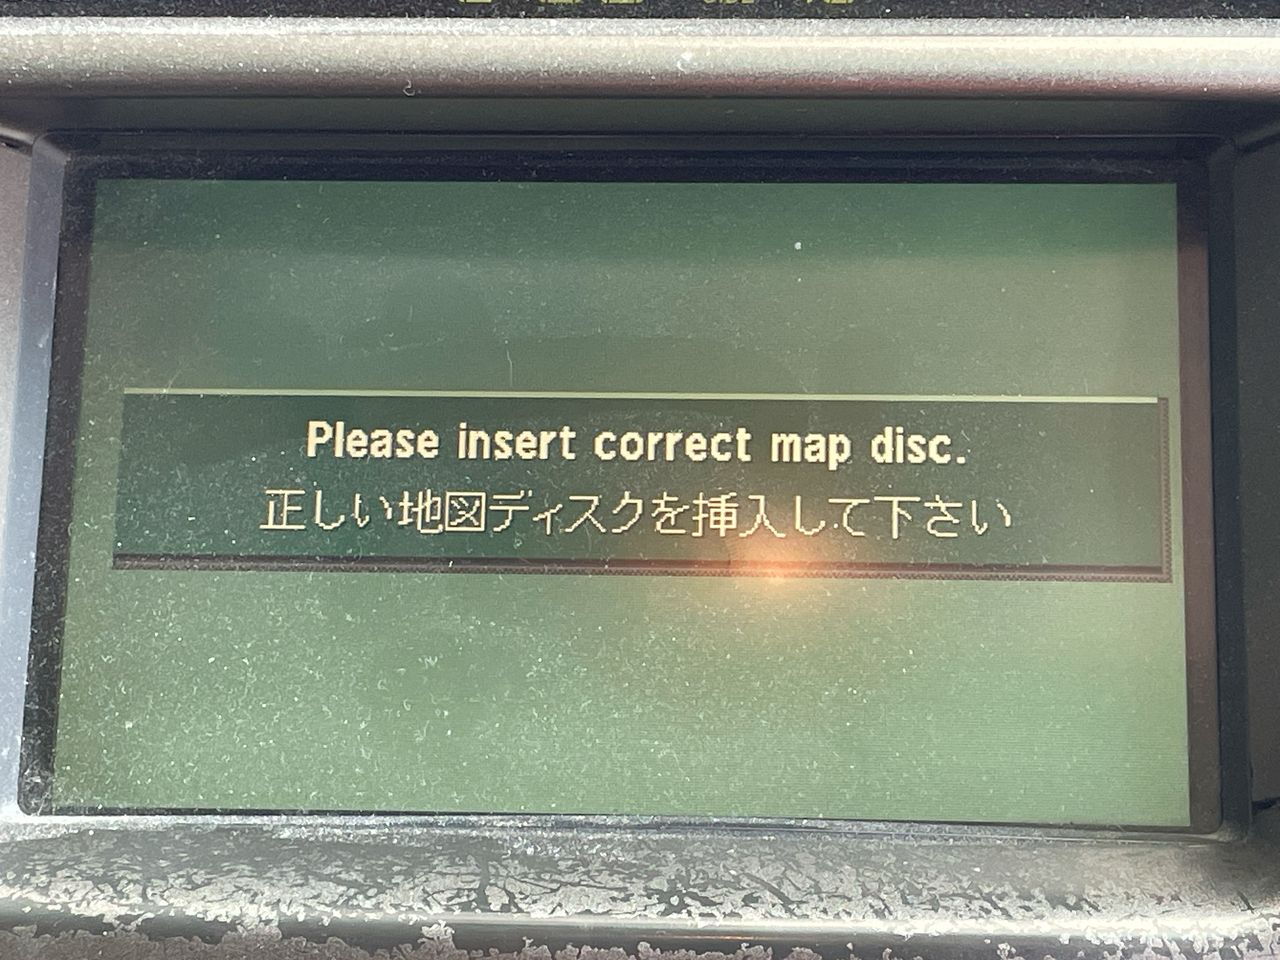 Please insert correct map disc.
正しい地図ディスクを挿入して下さい